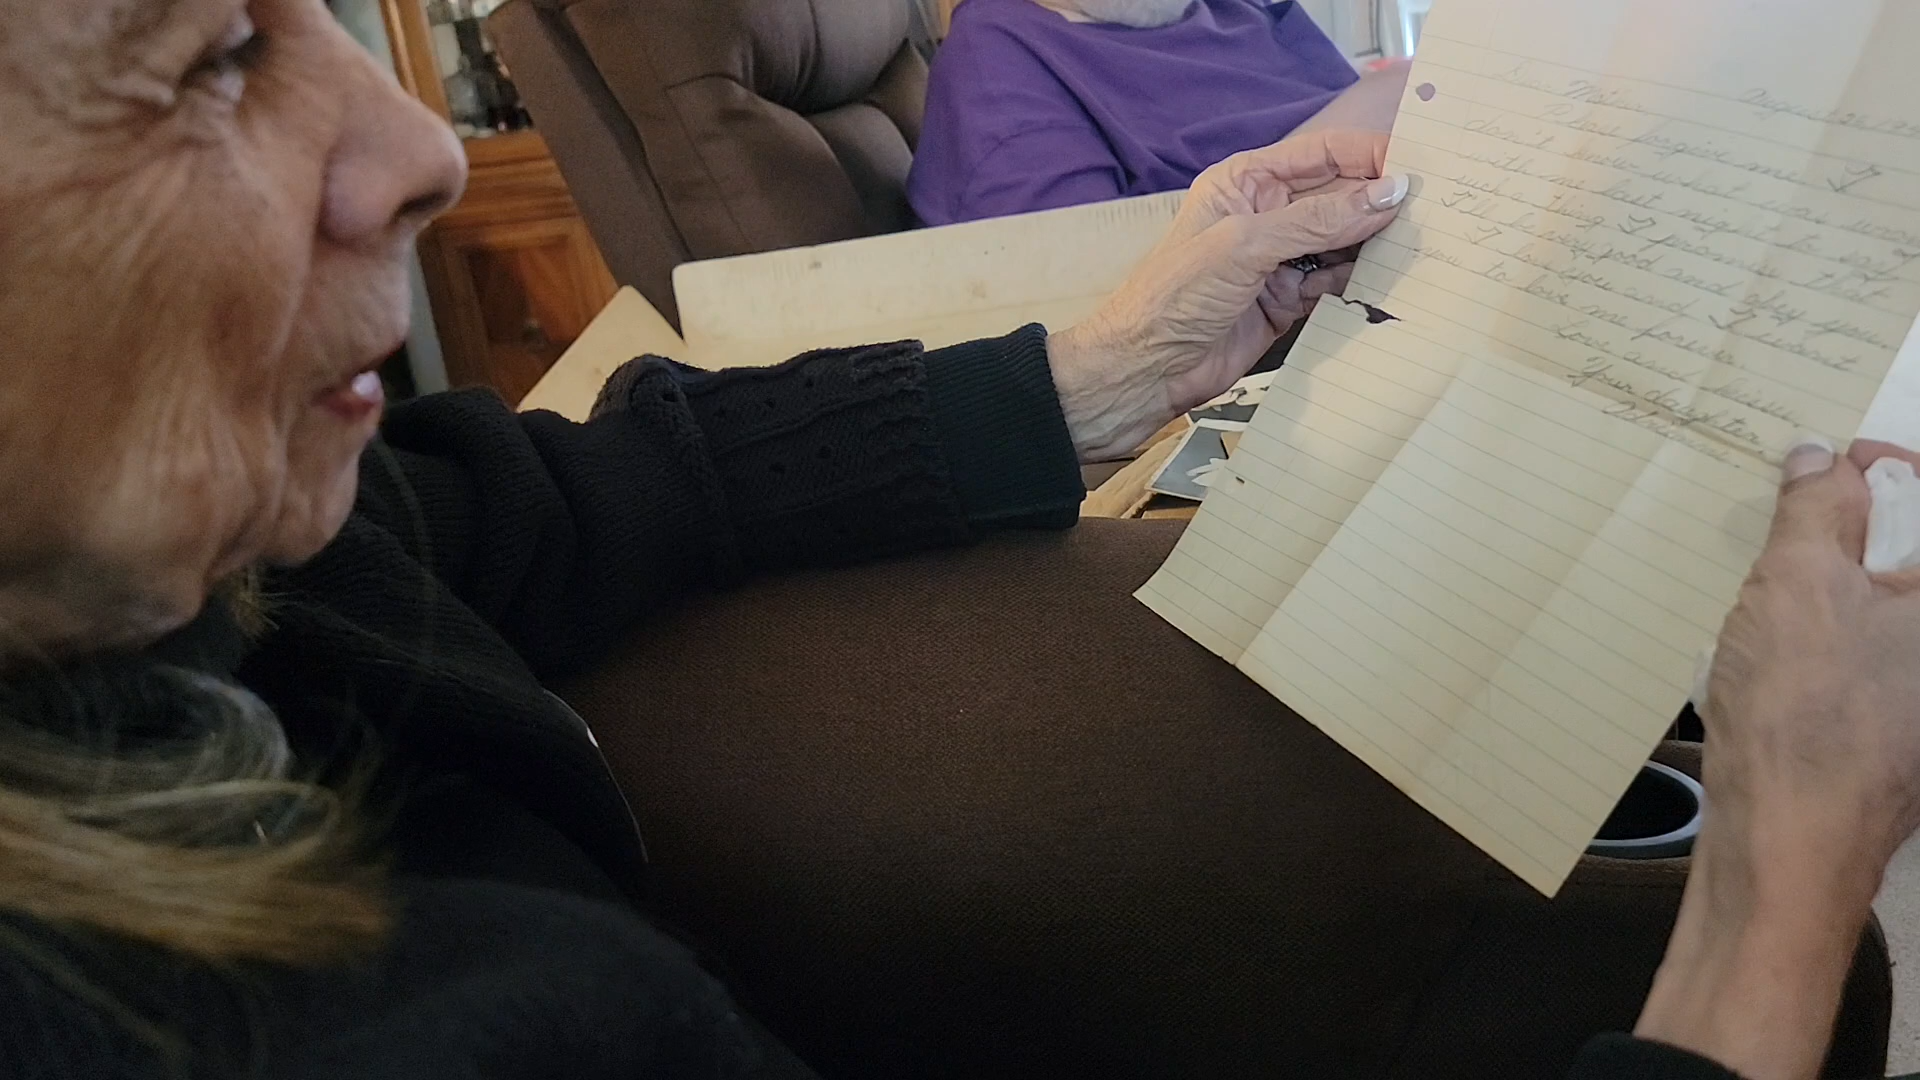 August 26
Dear Mother
Please forgive me. I
don't know what was wrong
with me last night to say
such a thing. I promise that
I'll be very good and obey you.
I love you and I want
you to love me forever.
Love and kisses,
Your daughter